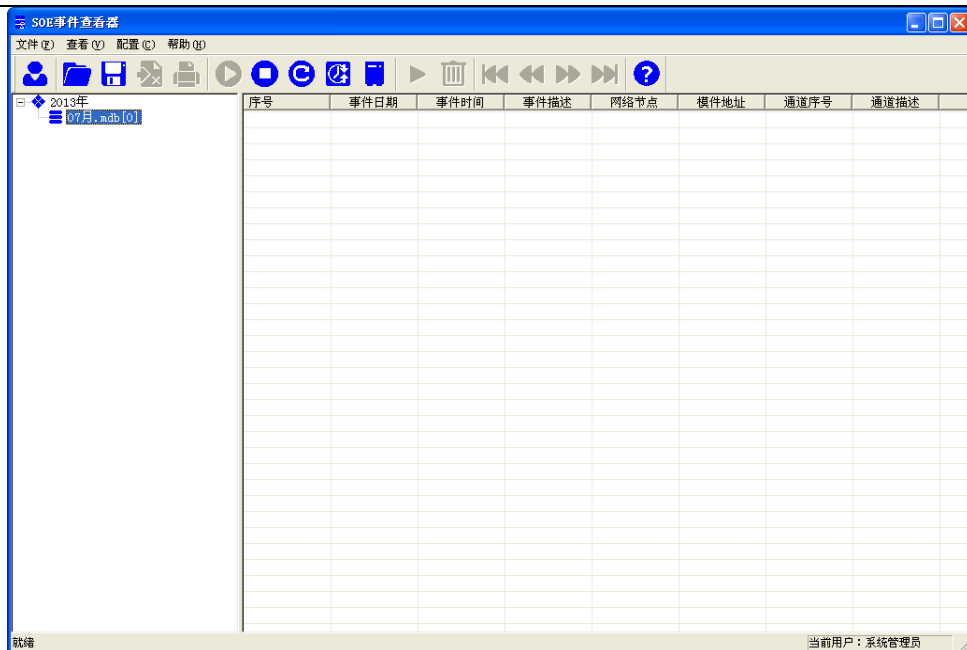 SOE事件查看器
文件(F) 查看(V) 配置(C) 帮助(H)
2013年
07月.mdb[0]
序号 事件日期 事件时间 事件描述 网络节点 模件地址 通道序号 通道描述
就绪 当前用户：系统管理员